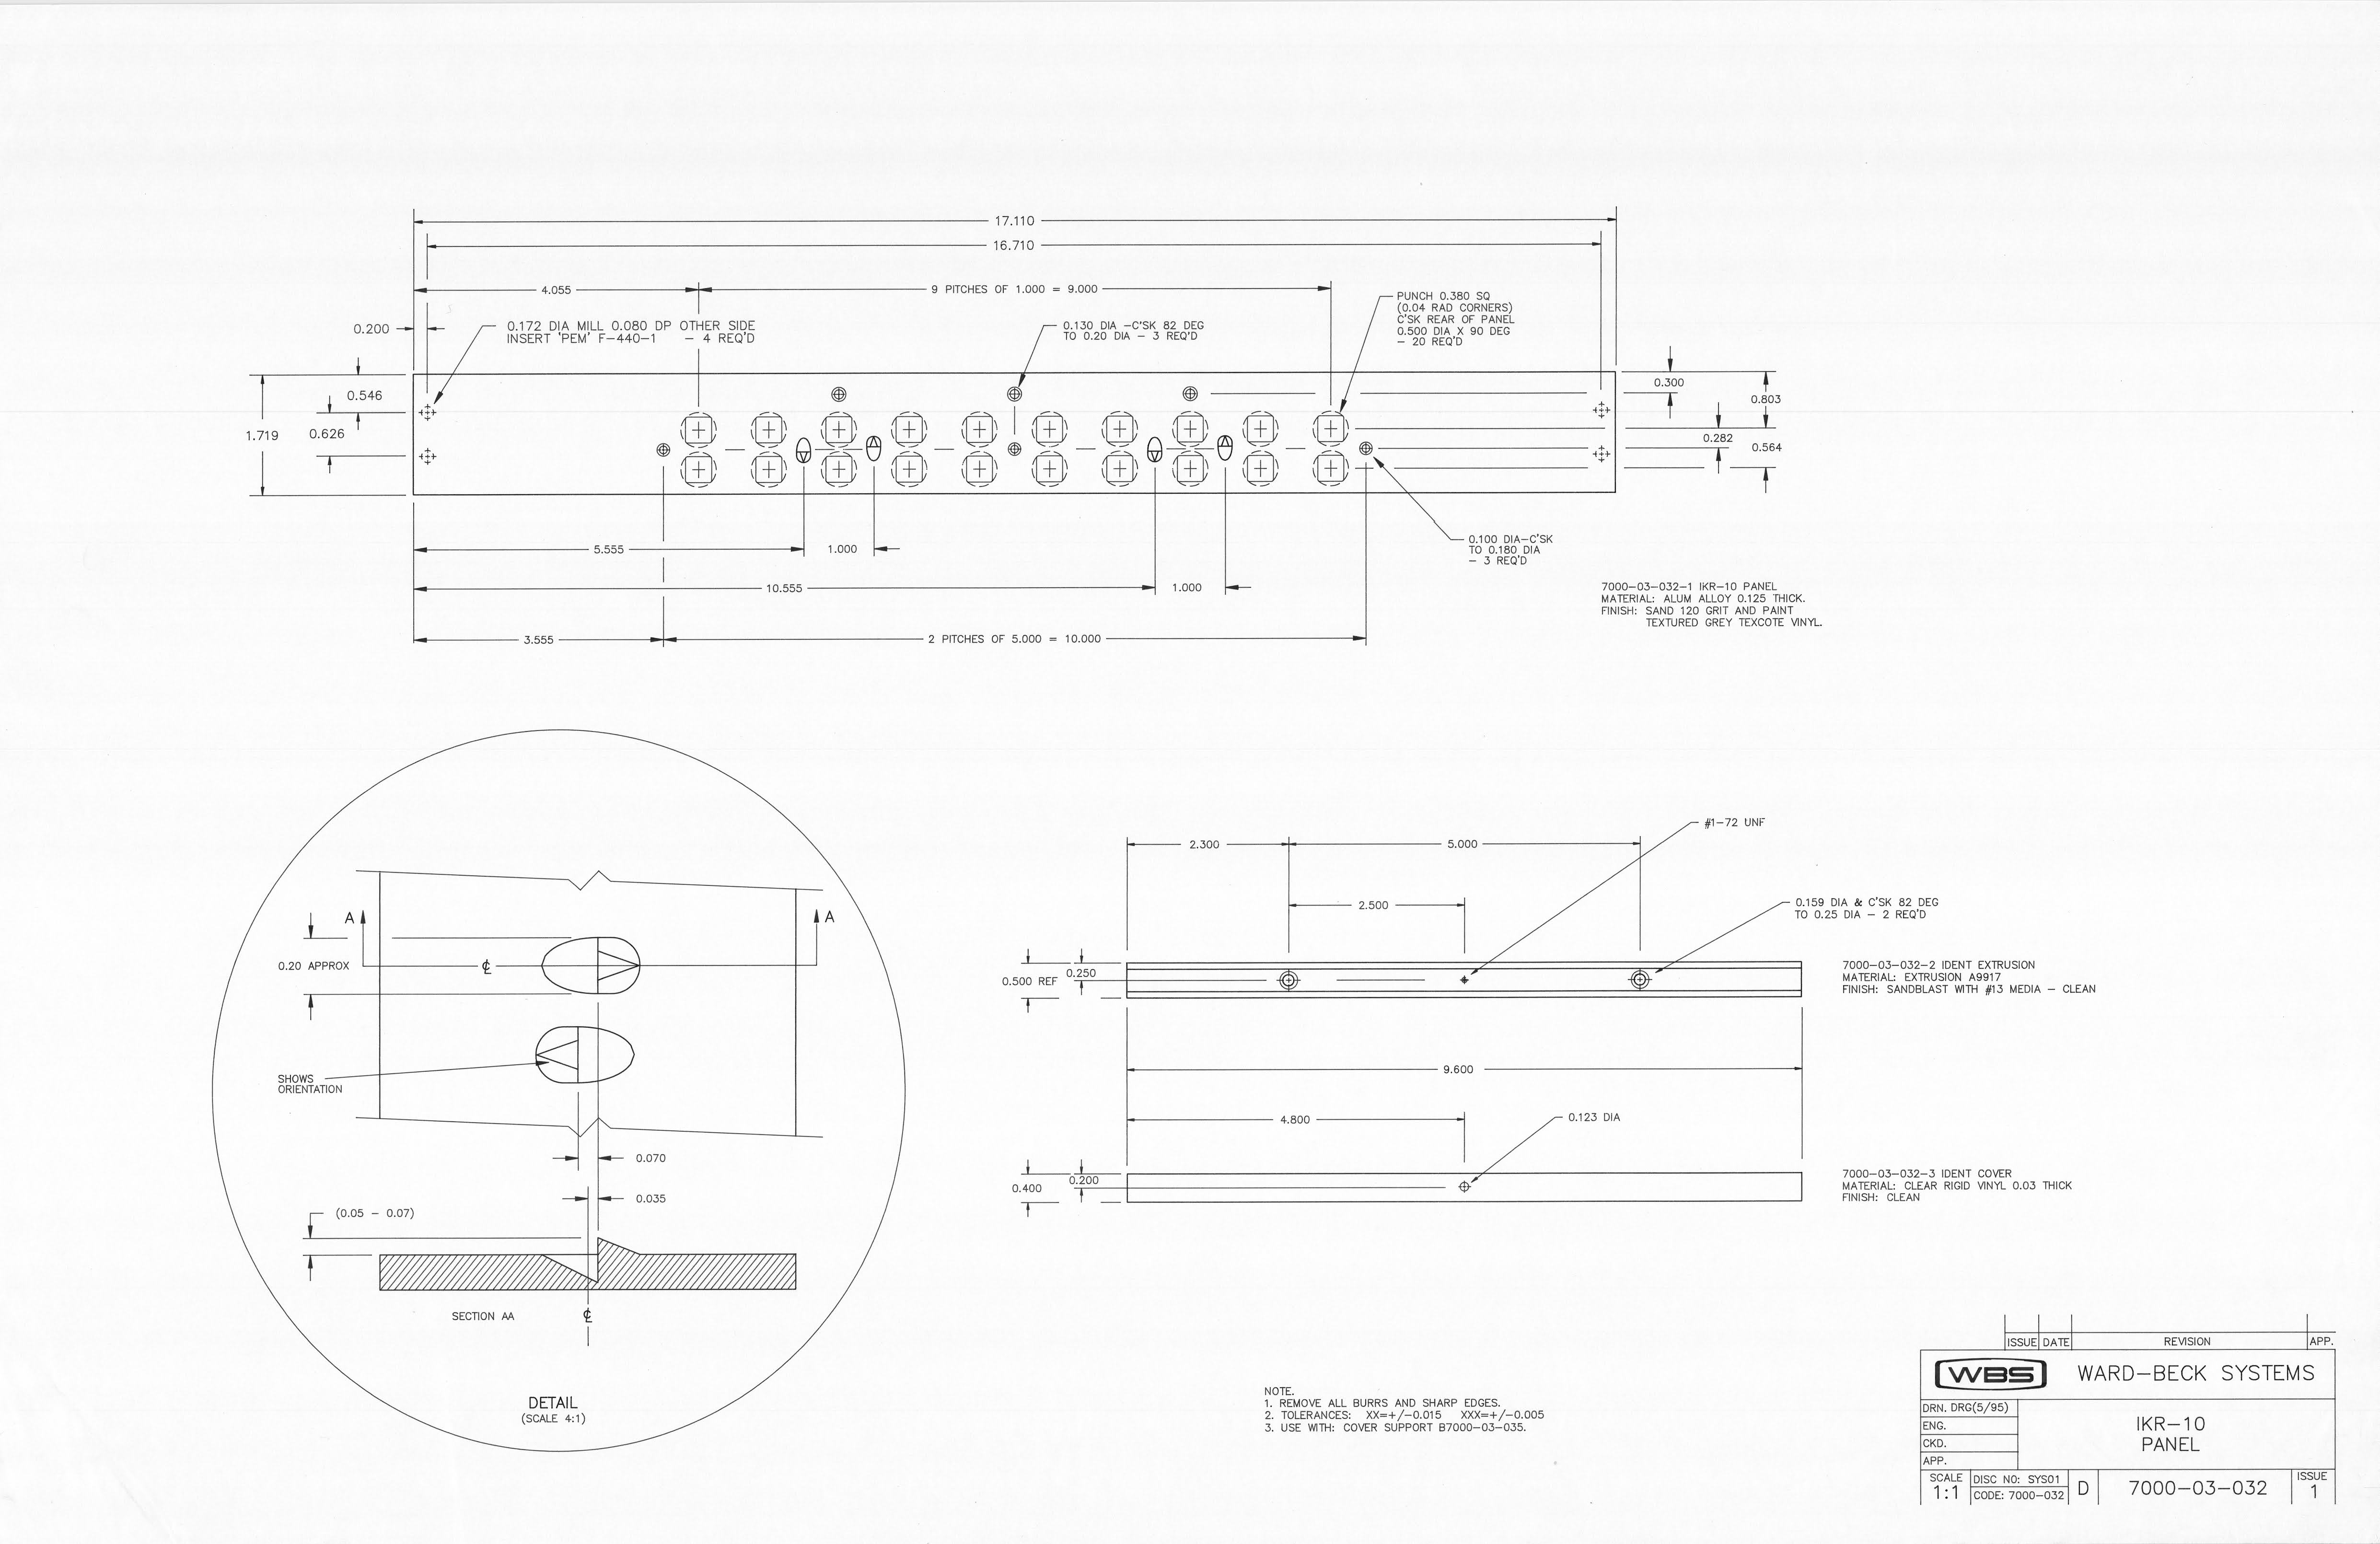 17.110
16.710
4.055
9 PITCHES OF 1.000 = 9.000
0.200
0.172 DIA MILL 0.080 DP OTHER SIDE
INSERT 'PEM' F-440-1 - 4 REQ'D
0.130 DIA -C'SK 82 DEG
TO 0.20 DIA - 3 REQ'D
PUNCH 0.380 SQ
(0.04 RAD CORNERS)
C'SK REAR OF PANEL
0.500 DIA X 90 DEG
- 20 REQ'D
0.546
0.626
1.719
0.300
0.803
0.282
0.564
5.555
1.000
10.555
1.000
3.555
2 PITCHES OF 5.000 = 10.000
0.100 DIA-C'SK
TO 0.180 DIA
- 3 REQ'D
7000-03-032-1 IKR-10 PANEL
MATERIAL: ALUM ALLOY 0.125 THICK.
FINISH: SAND 120 GRIT AND PAINT
TEXTURED GREY TEXCOTE VINYL.
A
A
0.20 APPROX
℄
SHOWS
ORIENTATION
0.070
0.035
(0.05 - 0.07)
SECTION AA
℄
DETAIL
(SCALE 4:1)
#1-72 UNF
2.300
5.000
2.500
0.159 DIA & C'SK 82 DEG
TO 0.25 DIA - 2 REQ'D
0.500 REF
0.250
7000-03-032-2 IDENT EXTRUSION
MATERIAL: EXTRUSION A9917
FINISH: SANDBLAST WITH #13 MEDIA - CLEAN
9.600
4.800
0.123 DIA
0.400
0.200
7000-03-032-3 IDENT COVER
MATERIAL: CLEAR RIGID VINYL 0.03 THICK
FINISH: CLEAN
NOTE.
1. REMOVE ALL BURRS AND SHARP EDGES.
2. TOLERANCES: XX=+/-0.015 XXX=+/-0.005
3. USE WITH: COVER SUPPORT B7000-03-035.
ISSUE DATE REVISION APP.
WBS WARD-BECK SYSTEMS
DRN. DRG(5/95)
ENG.
CKD.
APP.
IKR-10
PANEL
SCALE
1:1
DISC NO: SYS01
CODE: 7000-032
D
7000-03-032
ISSUE
1